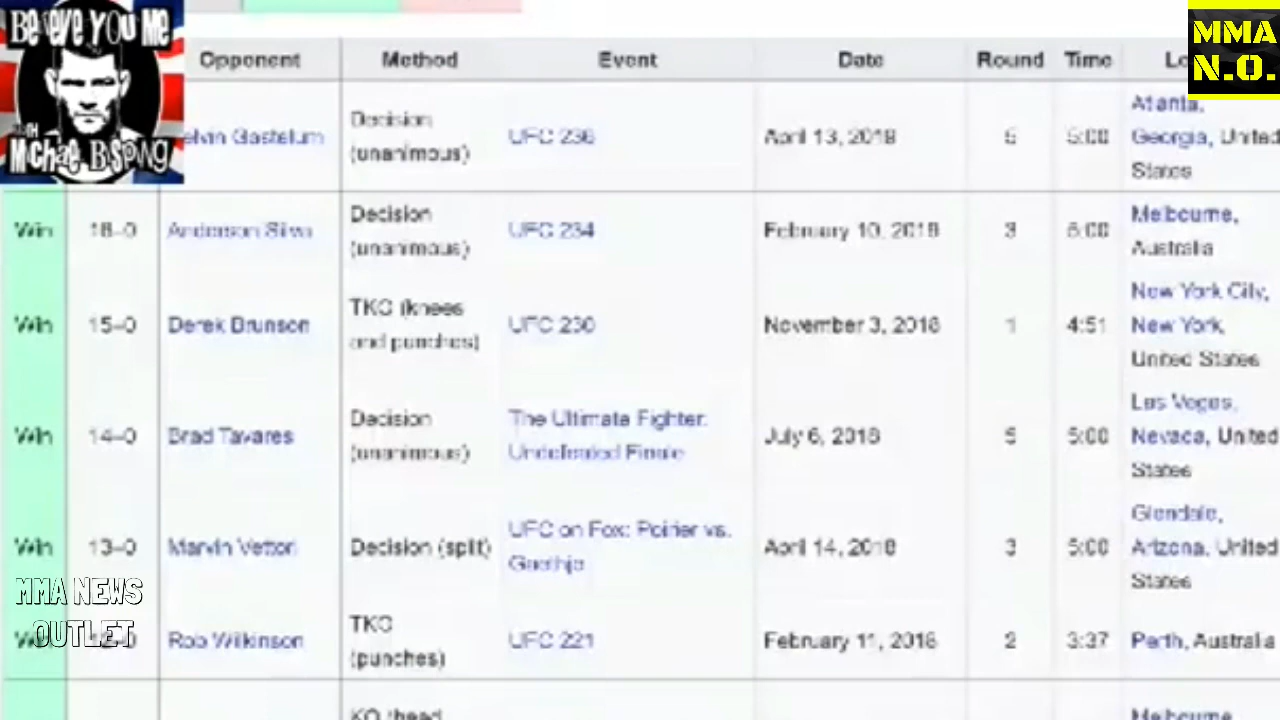 BELIEVE YOU ME
WITH
MICHAEL BISPING
MMA
N.O.
Opponent Method Event Date Round Time
Gastelum Decision (unanimous) UFC 236 April 13, 5 5:00 Atlanta, Georgia, United States
Win Anderson Silva Decision (unanimous) UFC 234 February 10, 3 5:00 Melbourne, Australia
Win 15–0 Derek Brunson TKO (knees and punches) UFC 230 November 3, 2018 1 4:51 New York City, New York, United States
Win 14–0 Brad Tavares Decision (unanimous) The Ultimate Fighter: Undefeated Finale July 6, 2018 5 5:00 Las Vegas, Nevada, United States
Win 13–0 Marvin Vettori Decision (split) UFC on Fox: Poirier vs. Gaethje April 14, 2018 3 5:00 Glendale, Arizona, United States
Rob Wilkinson TKO (punches) UFC 221 February 11, 2018 2 3:37 Perth, Australia
MMA NEWS
OUTLET
KO (head Melbourne,